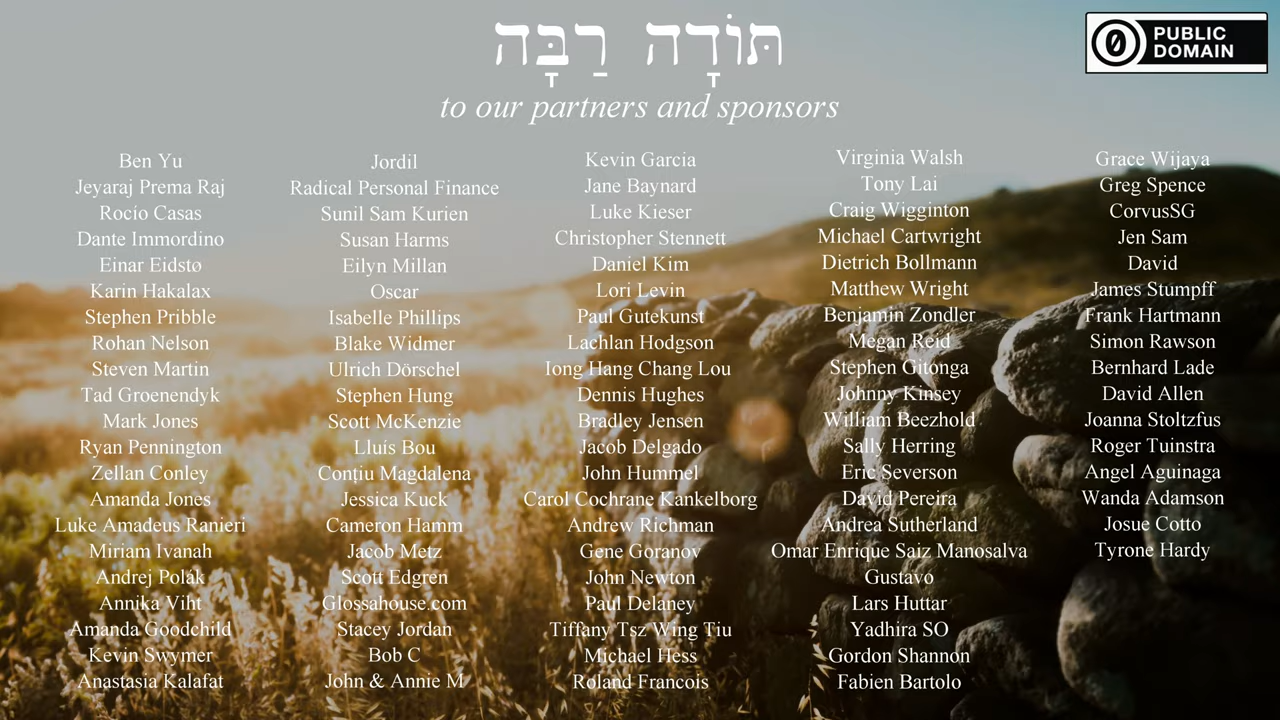 תּוֹדָה רַבָּה
to our partners and sponsors
PUBLIC
DOMAIN
Ben Yu
Jeyaraj Prema Raj
Rocío Casas
Dante Immordino
Einar Eidstø
Karin Hakalax
Stephen Pribble
Rohan Nelson
Steven Martin
Tad Groenendyk
Mark Jones
Ryan Pennington
Zellan Conley
Amanda Jones
Luke Amadeus Ranieri
Miriam Ivanah
Andrej Polák
Annika Viht
Amanda Goodchild
Kevin Swymer
Anastasia Kalafat
Jordil
Radical Personal Finance
Sunil Sam Kurien
Susan Harms
Eilyn Millan
Oscar
Isabelle Phillips
Blake Widmer
Ulrich Dörschel
Stephen Hung
Scott McKenzie
Lluís Bou
Conțiu Magdalena
Jessica Kuck
Cameron Hamm
Jacob Metz
Scott Edgren
Glossahouse.com
Stacey Jordan
Bob C
John & Annie M
Kevin Garcia
Jane Baynard
Luke Kieser
Christopher Stennett
Daniel Kim
Lori Levin
Paul Gutekunst
Lachlan Hodgson
Iong Hang Chang Lou
Dennis Hughes
Bradley Jensen
Jacob Delgado
John Hummel
Carol Cochrane Kankelborg
Andrew Richman
Gene Goranov
John Newton
Paul Delaney
Tiffany Tsz Wing Tiu
Michael Hess
Roland Francois
Virginia Walsh
Tony Lai
Craig Wigginton
Michael Cartwright
Dietrich Bollmann
Matthew Wright
Benjamin Zondler
Megan Reid
Stephen Gitonga
Johnny Kinsey
William Beezhold
Sally Herring
Eric Severson
David Pereira
Andrea Sutherland
Omar Enrique Saiz Manosalva
Gustavo
Lars Huttar
Yadhira SO
Gordon Shannon
Fabien Bartolo
Grace Wijaya
Greg Spence
CorvusSG
Jen Sam
David
James Stumpff
Frank Hartmann
Simon Rawson
Bernhard Lade
David Allen
Joanna Stoltzfus
Roger Tuinstra
Angel Aguinaga
Wanda Adamson
Josue Cotto
Tyrone Hardy